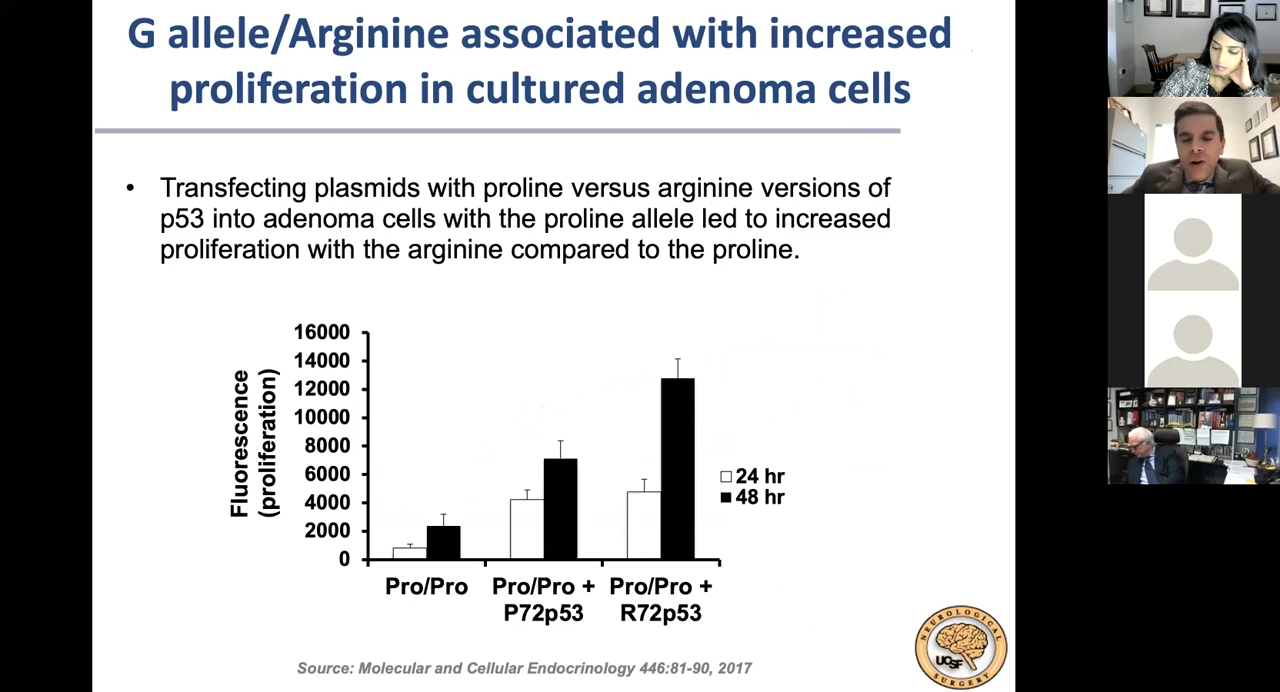 G allele/Arginine associated with increased
proliferation in cultured adenoma cells
• Transfecting plasmids with proline versus arginine versions of
p53 into adenoma cells with the proline allele led to increased
proliferation with the arginine compared to the proline.
Fluorescence
(proliferation)
16000
14000
12000
10000
8000
6000
4000
2000
0
24 hr
48 hr
Pro/Pro
Pro/Pro +
P72p53
Pro/Pro +
R72p53
Source: Molecular and Cellular Endocrinology 446:81-90, 2017
NEUROLOGICAL
UCSF
SURGERY